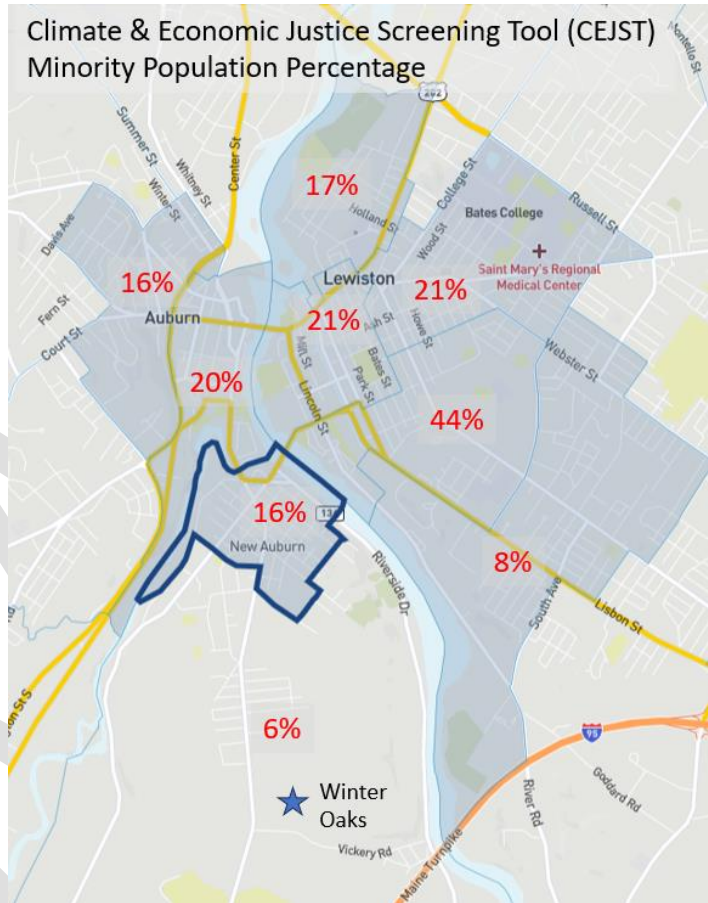 Climate & Economic Justice Screening Tool (CEJST)
Minority Population Percentage
202
Montello St
Summer St
Whitney St
Center St
Winter St
College St
Russell St
17%
Holland St
Wood St
Bates College
Davis Ave
Lewiston
Saint Mary's Regional
Medical Center
16%
21%
Fern St
Auburn
21%
Ash St
Howe St
Court St
Mill St
Bates St
Park St
Webster St
20%
Lincoln St
44%
16%
New Auburn
8%
Riverside Dr
South Ave
Lisbon St
6%
95
Goddard Rd
Winter
Oaks
River Rd
Vickery Rd
Maine Turnpike